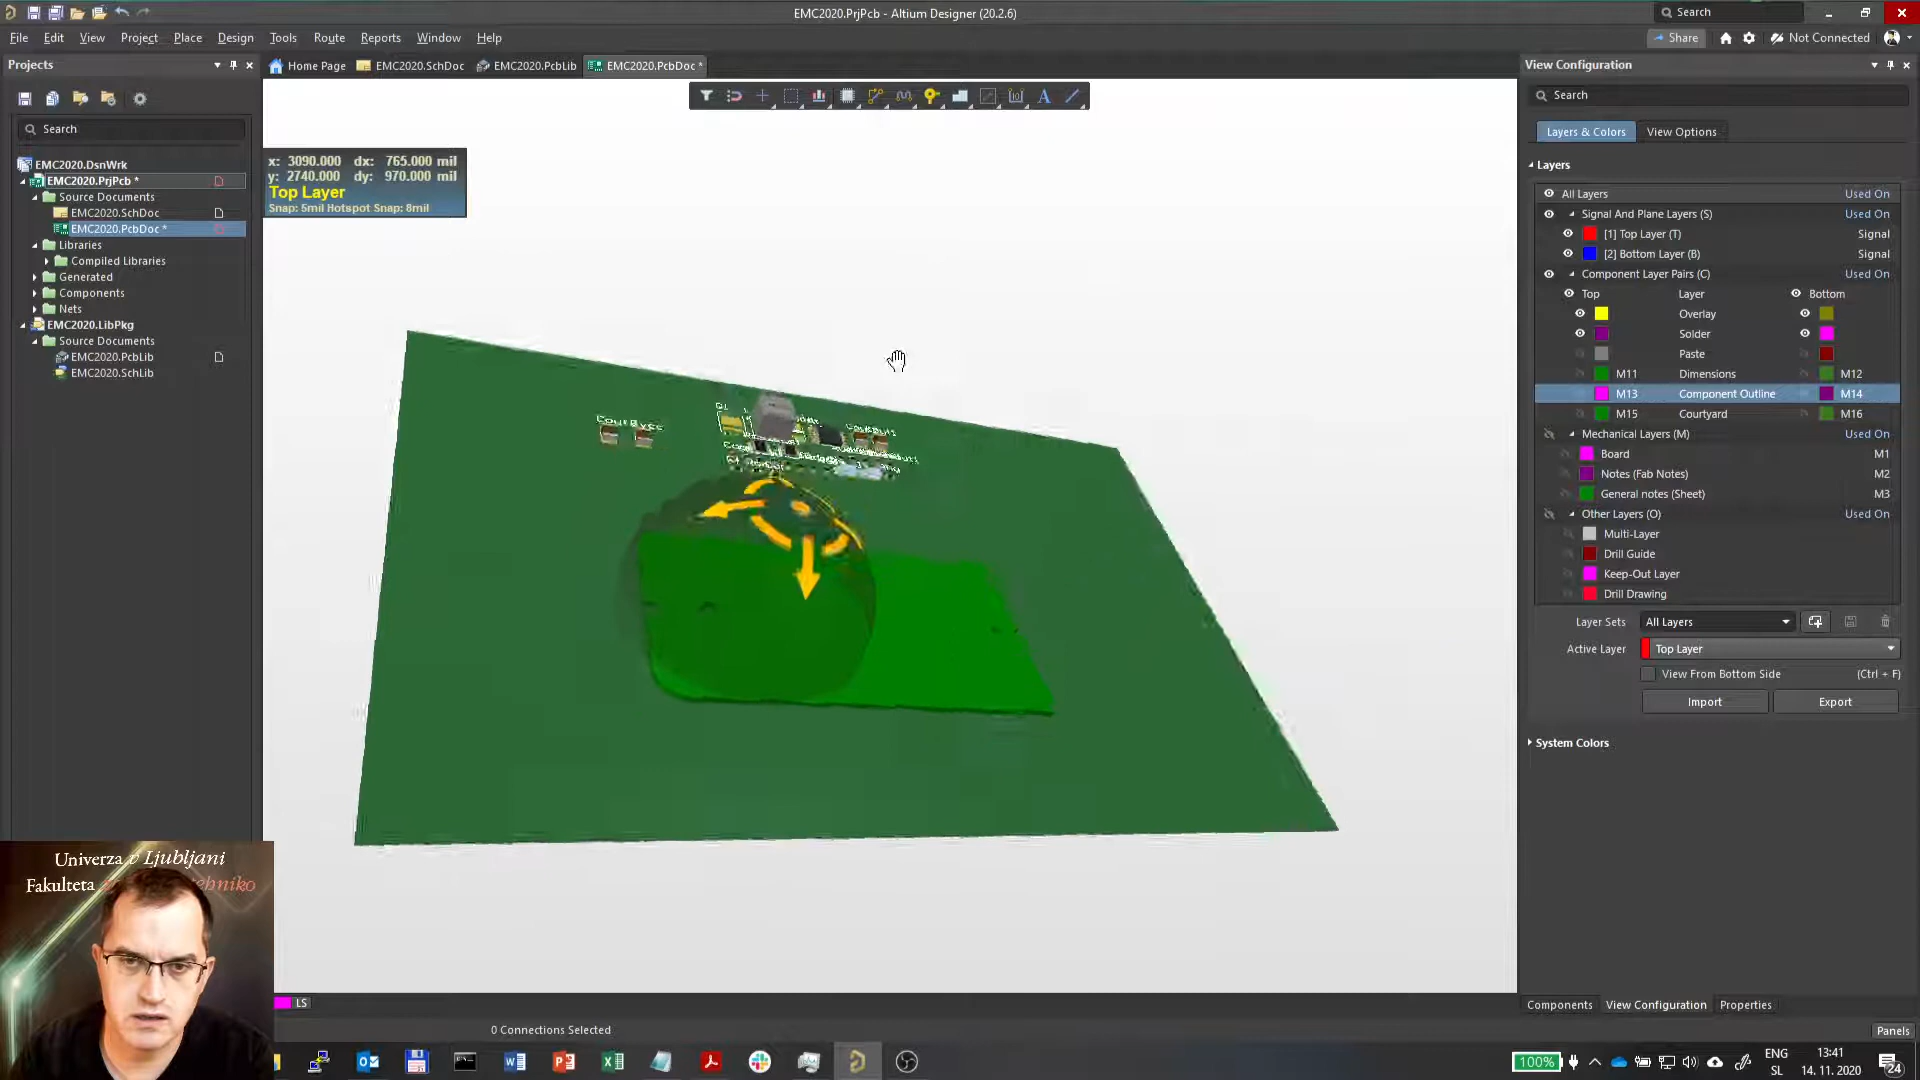 EMC2020.PrjPcb - Altium Designer (20.2.6)
Search
File Edit View Project Place Design Tools Route Reports Window Help
Share Not Connected
Projects
Home Page EMC2020.SchDoc EMC2020.PcbLib EMC2020.PcbDoc *
View Configuration
Search
Search
Layers & Colors View Options
x: 3090.000 dx: 765.000 mil
y: 2740.000 dy: 970.000 mil
Top Layer
Snap: 5mil Hotspot Snap: 8mil
EMC2020.DsnWrk
EMC2020.PrjPcb *
Source Documents
EMC2020.SchDoc
EMC2020.PcbDoc *
Libraries
Compiled Libraries
Generated
Components
Nets
EMC2020.LibPkg
Source Documents
EMC2020.PcbLib
EMC2020.SchLib
Layers
All Layers Used On
Signal And Plane Layers (S) Used On
[1] Top Layer (T) Signal
[2] Bottom Layer (B) Signal
Component Layer Pairs (C) Used On
Top Layer Bottom
Overlay
Solder
Paste
M11 Dimensions M12
M13 Component Outline M14
M15 Courtyard M16
Mechanical Layers (M) Used On
Board M1
Notes (Fab Notes) M2
General notes (Sheet) M3
Other Layers (O) Used On
Multi-Layer
Drill Guide
Keep-Out Layer
Drill Drawing
Layer Sets All Layers
Active Layer Top Layer
View From Bottom Side (Ctrl + F)
Import Export
System Colors
Univerza v Ljubljani
Fakulteta
LS
0 Connections Selected
Components View Configuration Properties
Panels
100%
ENG
SL
13:41
14. 11. 2020
24